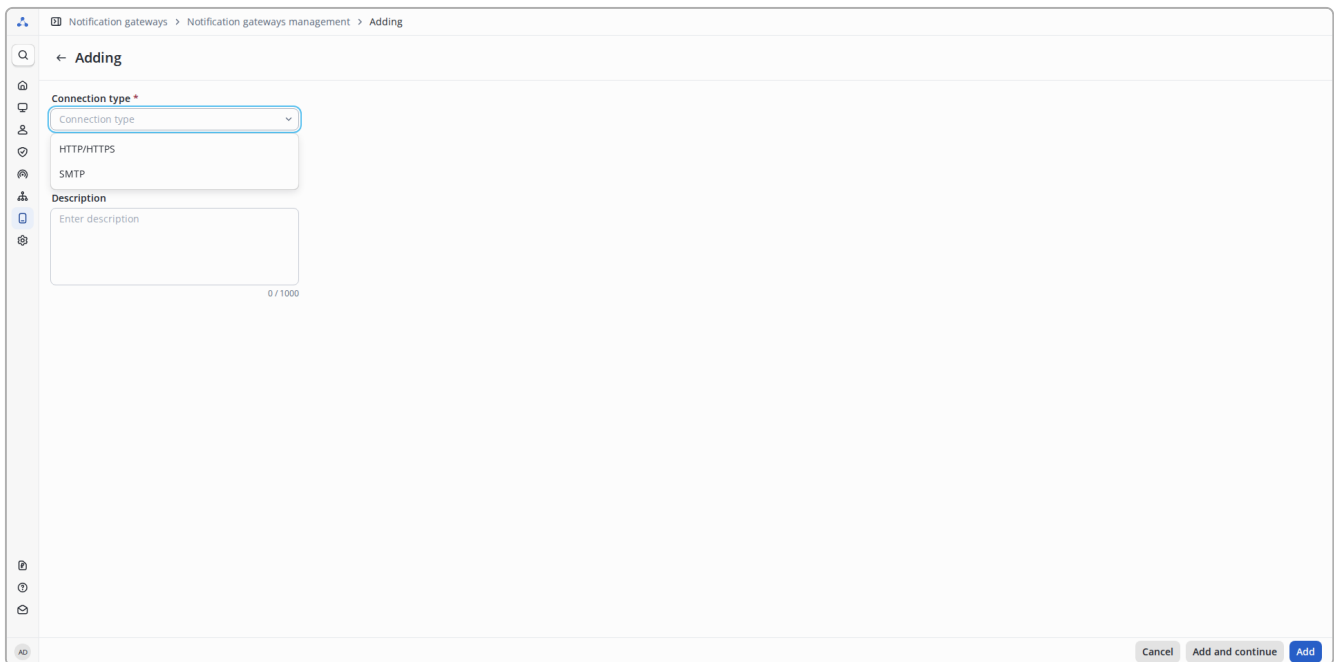 Notification gateways > Notification gateways management > Adding
← Adding
Connection type *
Connection type
HTTP/HTTPS
SMTP
Description
Enter description
0 / 1000
AD
Cancel
Add and continue
Add